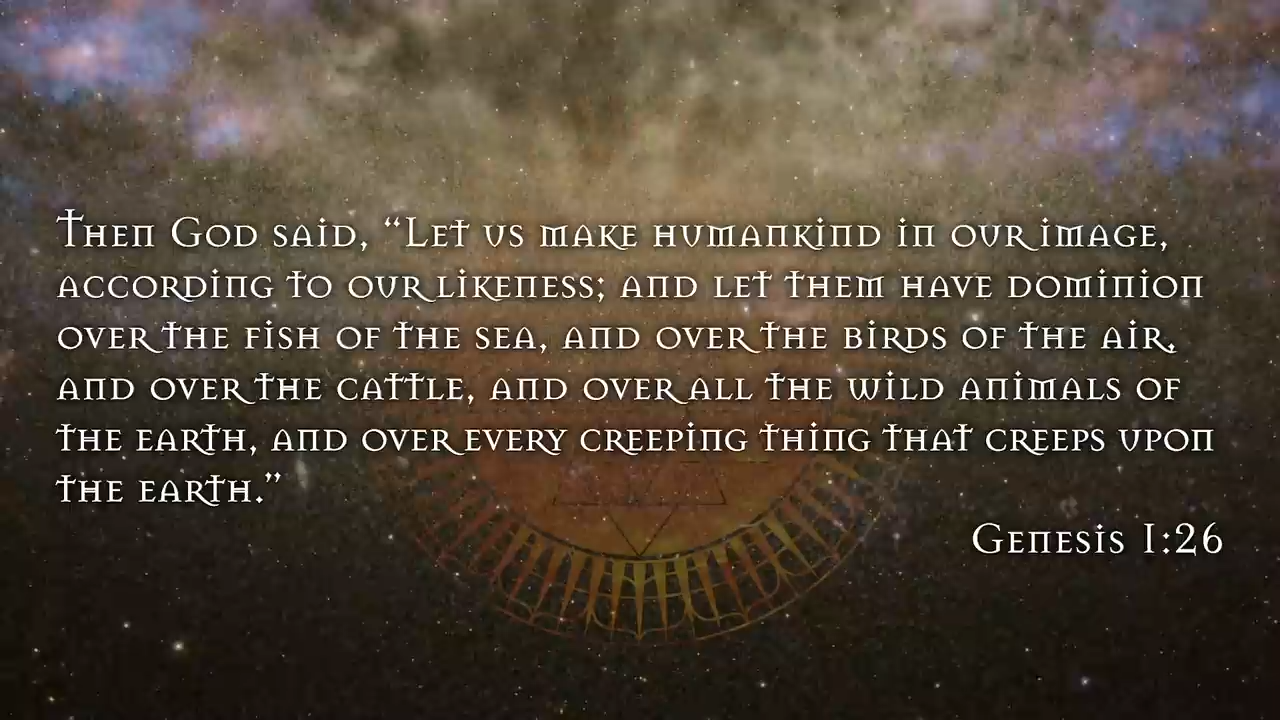 Then God said, “Let us make humankind in our image,
according to our likeness; and let them have dominion
over the fish of the sea, and over the birds of the air,
and over the cattle, and over all the wild animals of
the earth, and over every creeping thing that creeps upon
the earth.”
Genesis 1:26